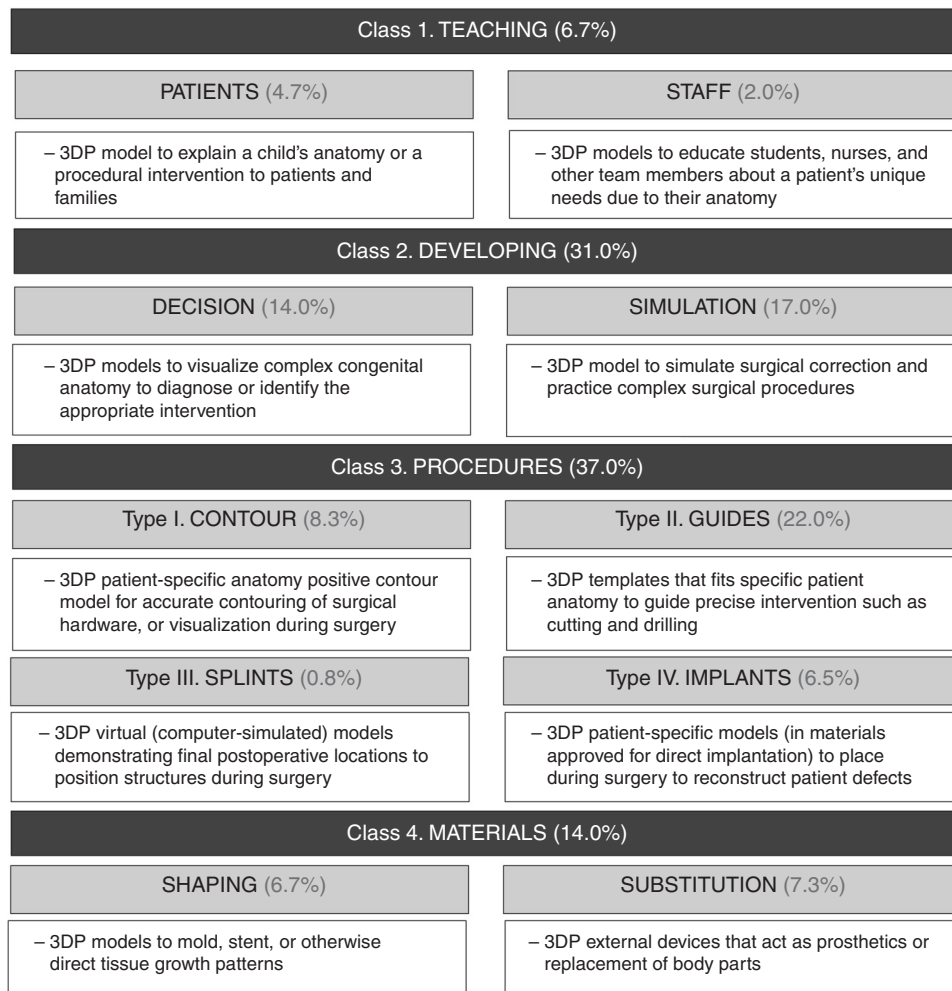 Class 1. TEACHING (6.7%)
PATIENTS (4.7%)
– 3DP model to explain a child's anatomy or a
procedural intervention to patients and
families
STAFF (2.0%)
– 3DP models to educate students, nurses, and
other team members about a patient's unique
needs due to their anatomy
Class 2. DEVELOPING (31.0%)
DECISION (14.0%)
– 3DP models to visualize complex congenital
anatomy to diagnose or identify the
appropriate intervention
SIMULATION (17.0%)
– 3DP model to simulate surgical correction and
practice complex surgical procedures
Class 3. PROCEDURES (37.0%)
Type I. CONTOUR (8.3%)
– 3DP patient-specific anatomy positive contour
model for accurate contouring of surgical
hardware, or visualization during surgery
Type II. GUIDES (22.0%)
– 3DP templates that fits specific patient
anatomy to guide precise intervention such as
cutting and drilling
Type III. SPLINTS (0.8%)
– 3DP virtual (computer-simulated) models
demonstrating final postoperative locations to
position structures during surgery
Type IV. IMPLANTS (6.5%)
– 3DP patient-specific models (in materials
approved for direct implantation) to place
during surgery to reconstruct patient defects
Class 4. MATERIALS (14.0%)
SHAPING (6.7%)
– 3DP models to mold, stent, or otherwise
direct tissue growth patterns
SUBSTITUTION (7.3%)
– 3DP external devices that act as prosthetics or
replacement of body parts